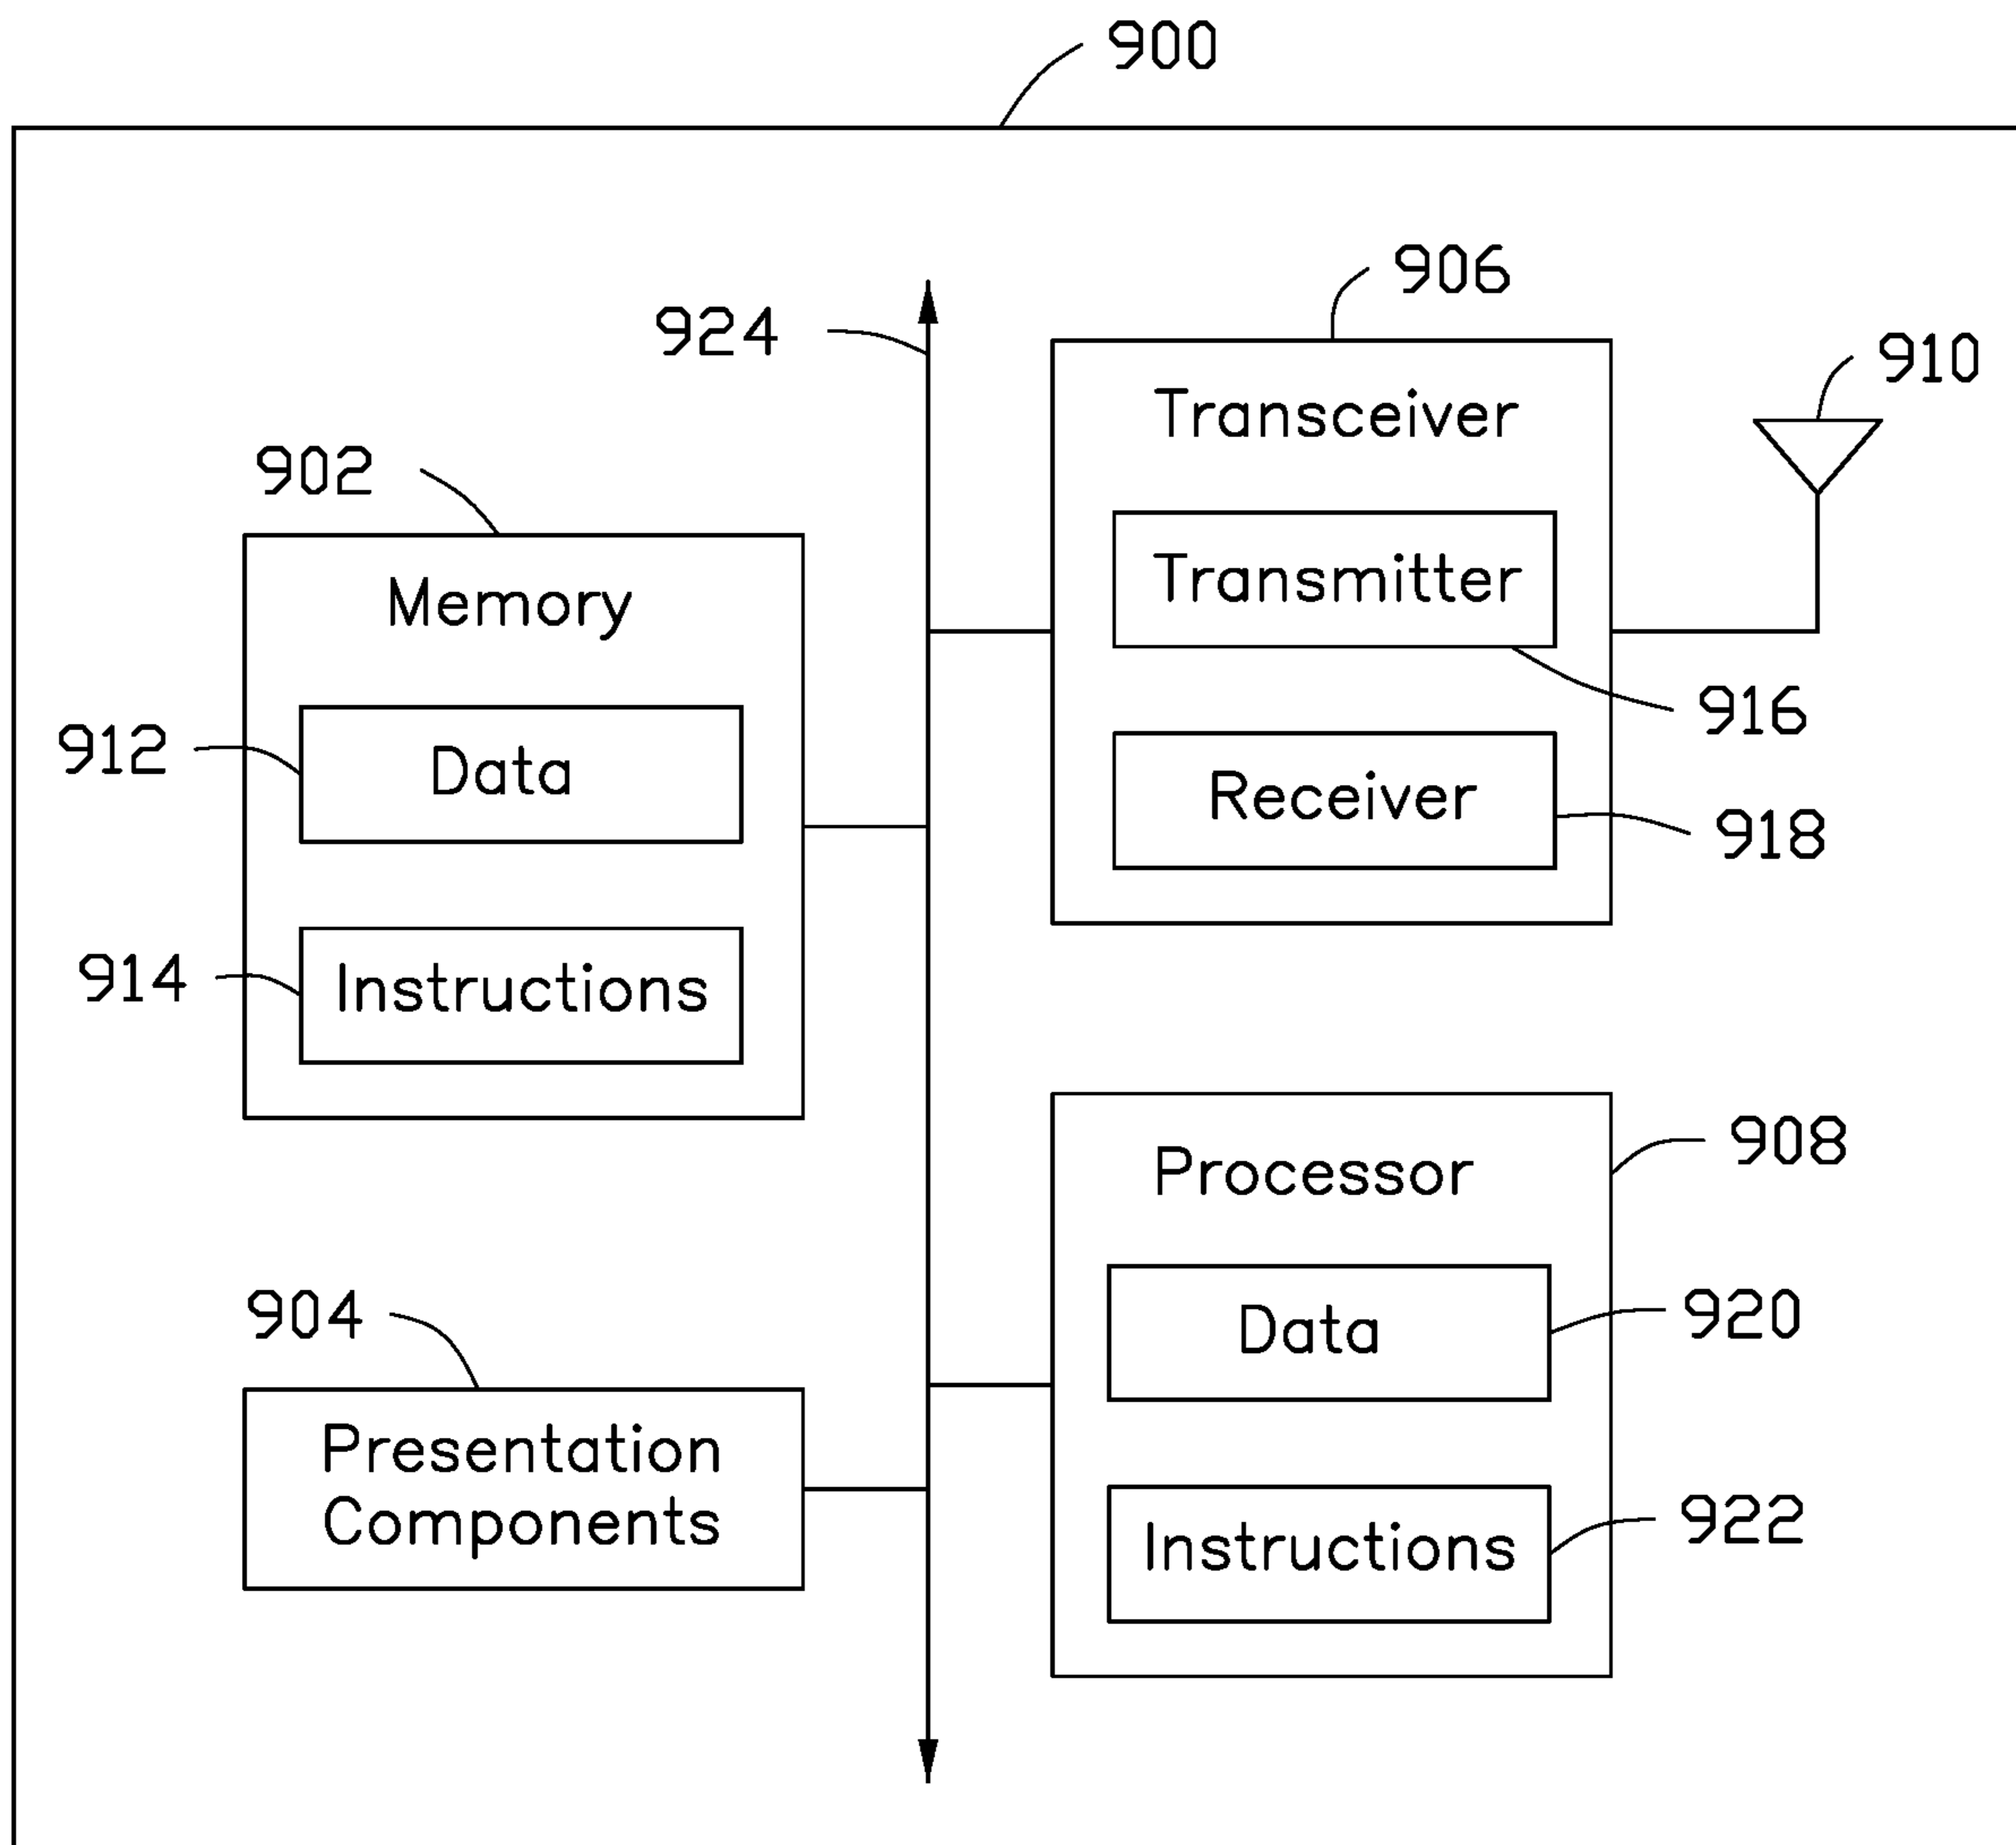 900
906
924
910
Transceiver
902
Transmitter
Memory
916
912
Data
Receiver
918
914
Instructions
908
Processor
904
920
Data
Presentation
Components
922
Instructions